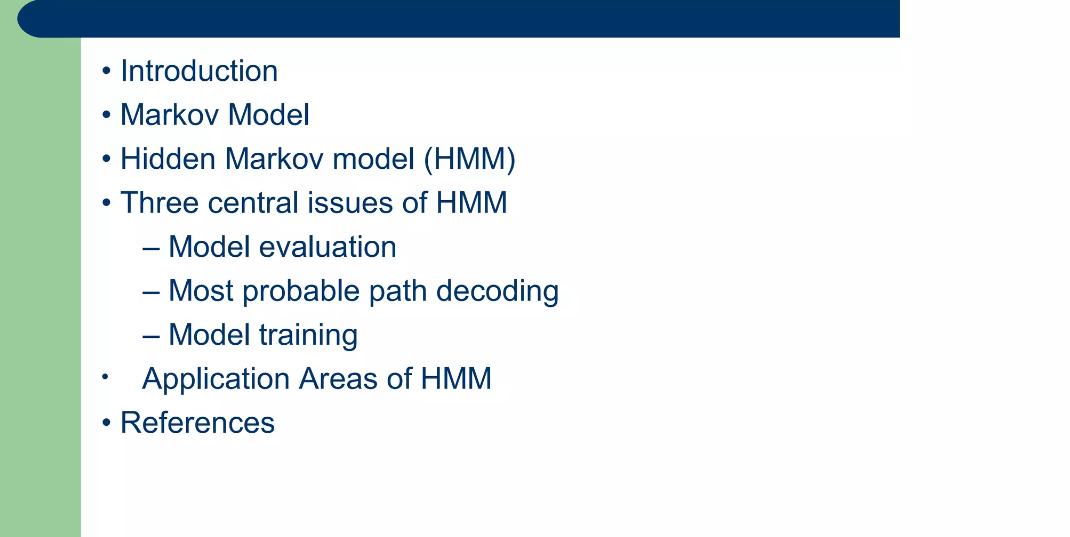 • Introduction
• Markov Model
• Hidden Markov model (HMM)
• Three central issues of HMM
– Model evaluation
– Most probable path decoding
– Model training
• Application Areas of HMM
• References